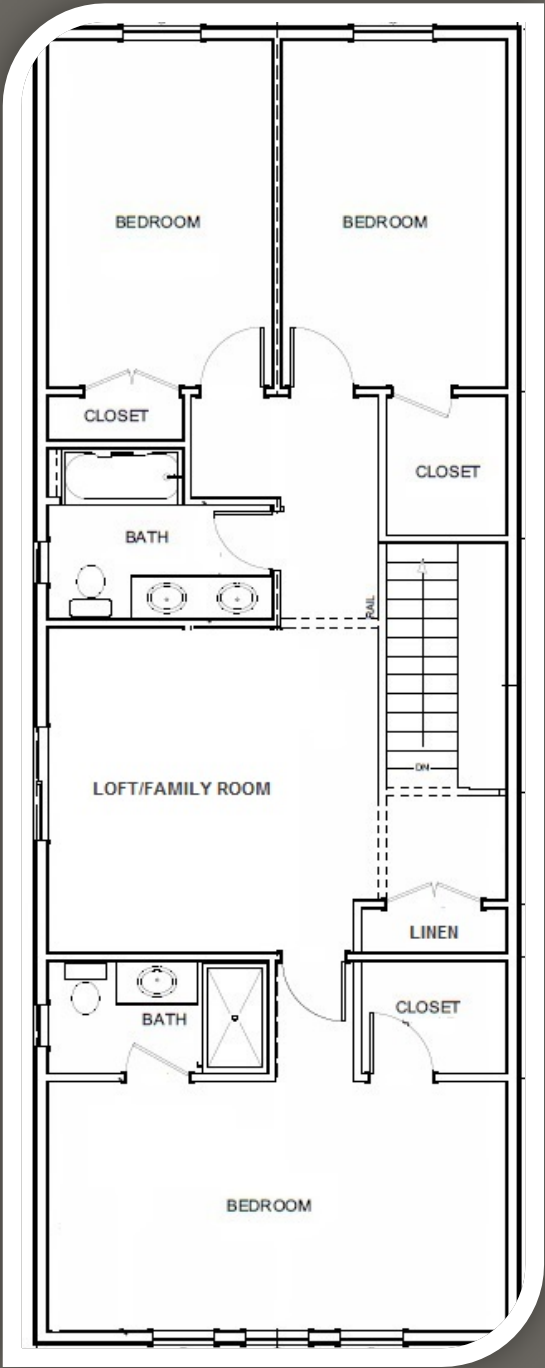 BEDROOM
BEDROOM
CLOSET
CLOSET
BATH
RAIL
DN
LOFT/FAMILY ROOM
LINEN
CLOSET
BATH
BEDROOM